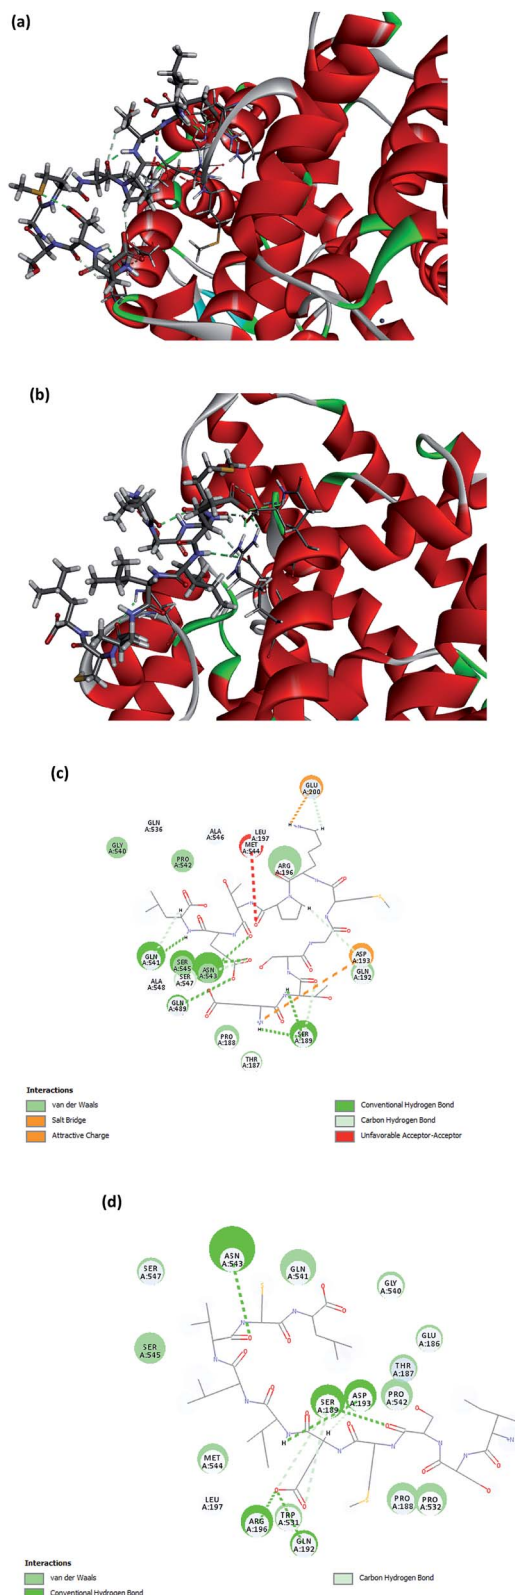 (a)
(b)
(c)
GLU
A:200
GLN
A:536
ALA
A:546
LEU
A:197
MET
A:544
GLY
A:540
PRO
A:542
ARG
A:196
GLN
A:541
SER
A:545
ASN
A:543
SER
A:547
ALA
A:548
GLN
A:489
ASP
A:193
GLN
A:192
SER
A:189
PRO
A:188
THR
A:187
Interactions
van der Waals
Salt Bridge
Attractive Charge
Conventional Hydrogen Bond
Carbon Hydrogen Bond
Unfavorable Acceptor-Acceptor
(d)
ASN
A:543
SER
A:547
GLN
A:541
GLY
A:540
GLU
A:186
SER
A:545
THR
A:187
SER
A:189
ASP
A:193
PRO
A:542
MET
A:544
LEU
A:197
ARG
A:196
TRP
A:531
GLN
A:192
PRO
A:188
PRO
A:532
Interactions
van der Waals
Conventional Hydrogen Bond
Carbon Hydrogen Bond